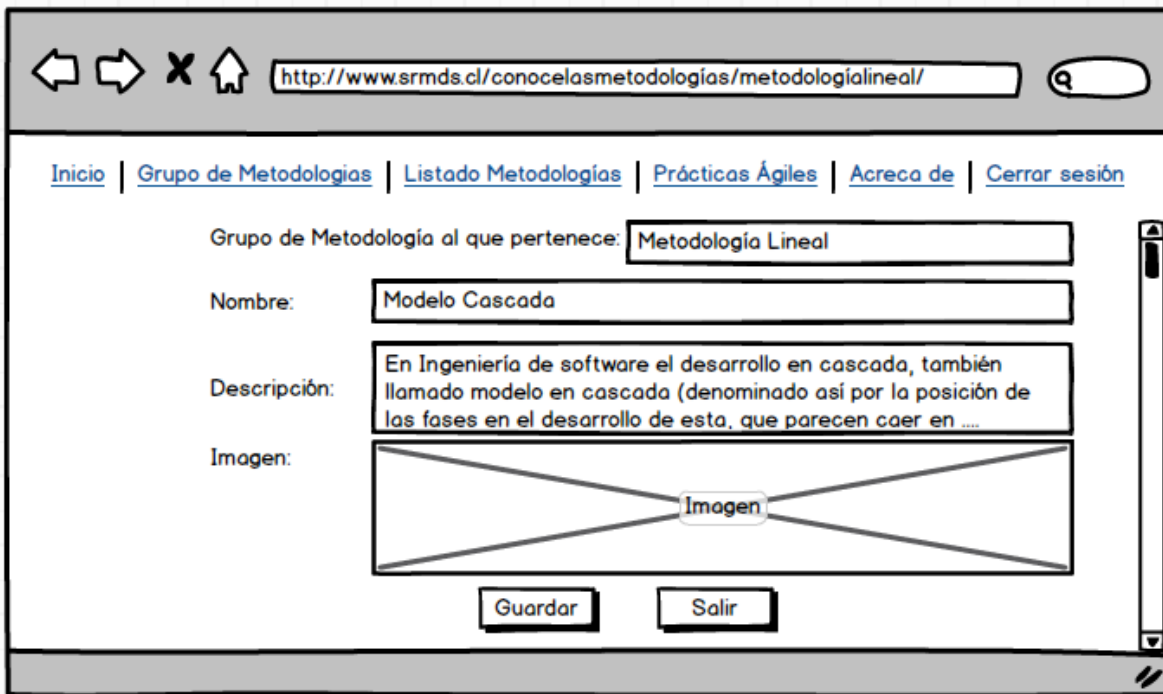 http://www.srmds.cl/conocelasmetodologías/metodologíalineal/
Inicio | Grupo de Metodologias | Listado Metodologías | Prácticas Ágiles | Acreca de | Cerrar sesión
Grupo de Metodología al que pertenece: Metodología Lineal
Nombre: Modelo Cascada
Descripción: En Ingeniería de software el desarrollo en cascada, también
llamado modelo en cascada (denominado así por la posición de
las fases en el desarrollo de esta, que parecen caer en ....
Imagen:
Imagen
Guardar Salir